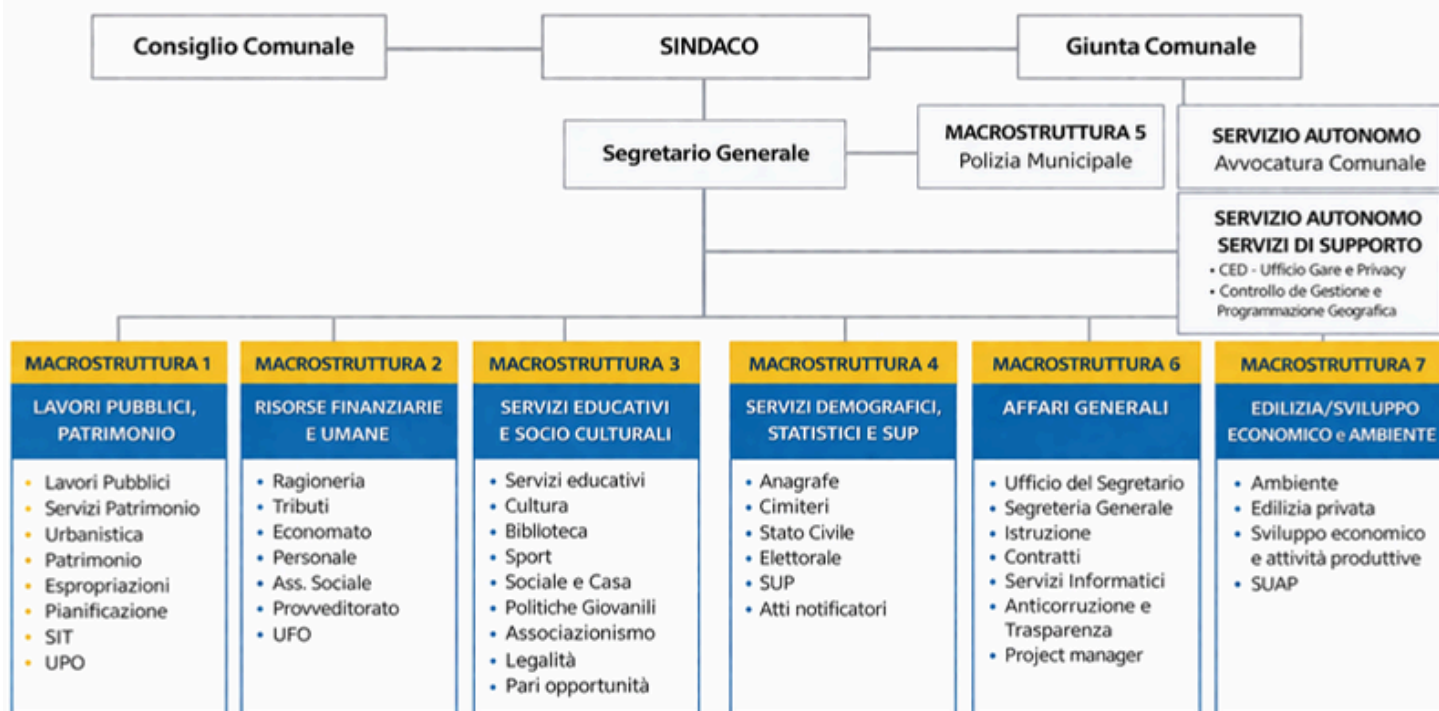 Consiglio Comunale
SINDACO
Giunta Comunale
Segretario Generale
MACROSTRUTTURA 5
Polizia Municipale
SERVIZIO AUTONOMO
Avvocatura Comunale
SERVIZIO AUTONOMO
SERVIZI DI SUPPORTO
• CED - Ufficio Gare e Privacy
• Controllo de Gestione e
Programmazione Geografica
MACROSTRUTTURA 1
LAVORI PUBBLICI,
PATRIMONIO
• Lavori Pubblici
• Servizi Patrimonio
• Urbanistica
• Patrimonio
• Espropriazioni
• Pianificazione
• SIT
• UPO
MACROSTRUTTURA 2
RISORSE FINANZIARIE
E UMANE
• Ragioneria
• Tributi
• Economato
• Personale
• Ass. Sociale
• Provveditorato
• UFO
MACROSTRUTTURA 3
SERVIZI EDUCATIVI
E SOCIO CULTURALI
• Servizi educativi
• Cultura
• Biblioteca
• Sport
• Sociale e Casa
• Politiche Giovanili
• Associazionismo
• Legalità
• Pari opportunità
MACROSTRUTTURA 4
SERVIZI DEMOGRAFICI,
STATISTICI E SUP
• Anagrafe
• Cimiteri
• Stato Civile
• Elettorale
• SUP
• Atti notificatori
MACROSTRUTTURA 6
AFFARI GENERALI
• Ufficio del Segretario
• Segreteria Generale
• Istruzione
• Contratti
• Servizi Informatici
• Anticorruzione e
Trasparenza
• Project manager
MACROSTRUTTURA 7
EDILIZIA/SVILUPPO
ECONOMICO e AMBIENTE
• Ambiente
• Edilizia privata
• Sviluppo economico
e attività produttive
• SUAP